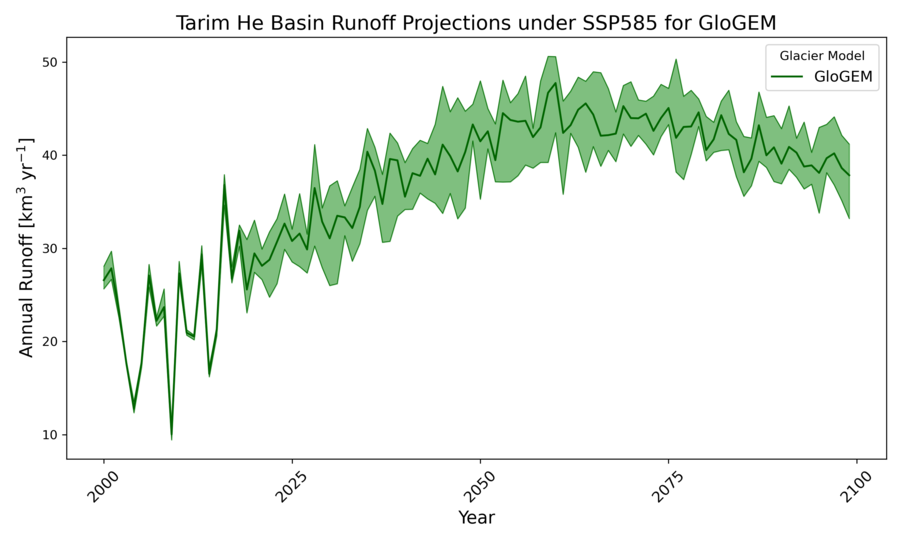 Tarim He Basin Runoff Projections under SSP585 for GloGEM
Glacier Model
GloGEM
Annual Runoff [km³ yr⁻¹]
50
40
30
20
10
2000
2025
2050
2075
2100
Year